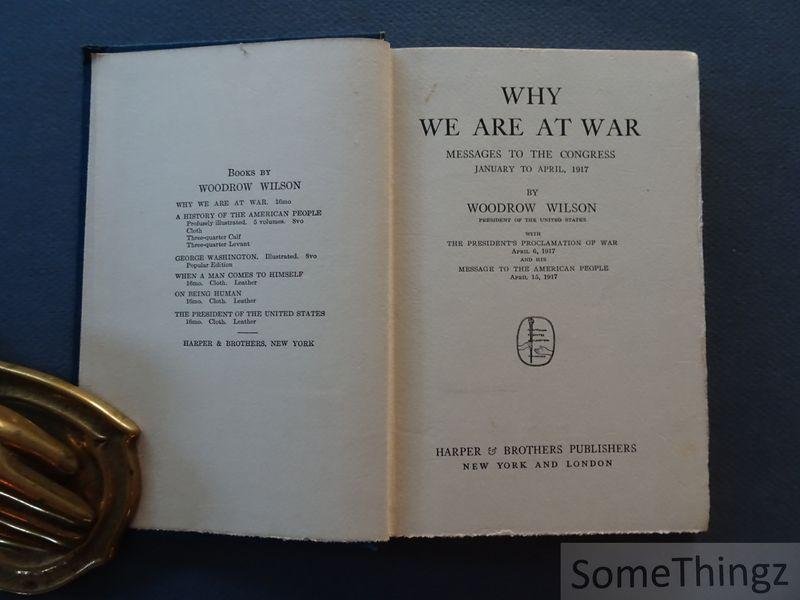 BOOKS BY
WOODROW WILSON
WHY WE ARE AT WAR. 16mo
A HISTORY OF THE AMERICAN PEOPLE
Profusely illustrated. 5 volumes. 8vo
Cloth
Three-quarter Calf
Three-quarter Levant
GEORGE WASHINGTON. Illustrated. 8vo
Popular Edition
WHEN A MAN COMES TO HIMSELF
16mo. Cloth. Leather
ON BEING HUMAN
16mo. Cloth. Leather
THE PRESIDENT OF THE UNITED STATES
16mo. Cloth. Leather
HARPER & BROTHERS, NEW YORK
WHY
WE ARE AT WAR
MESSAGES TO THE CONGRESS
JANUARY TO APRIL, 1917
BY
WOODROW WILSON
PRESIDENT OF THE UNITED STATES
WITH
THE PRESIDENT'S PROCLAMATION OF WAR
APRIL 6, 1917
AND HIS
MESSAGE TO THE AMERICAN PEOPLE
APRIL 15, 1917
HARPER & BROTHERS PUBLISHERS
NEW YORK AND LONDON
SomeThingz